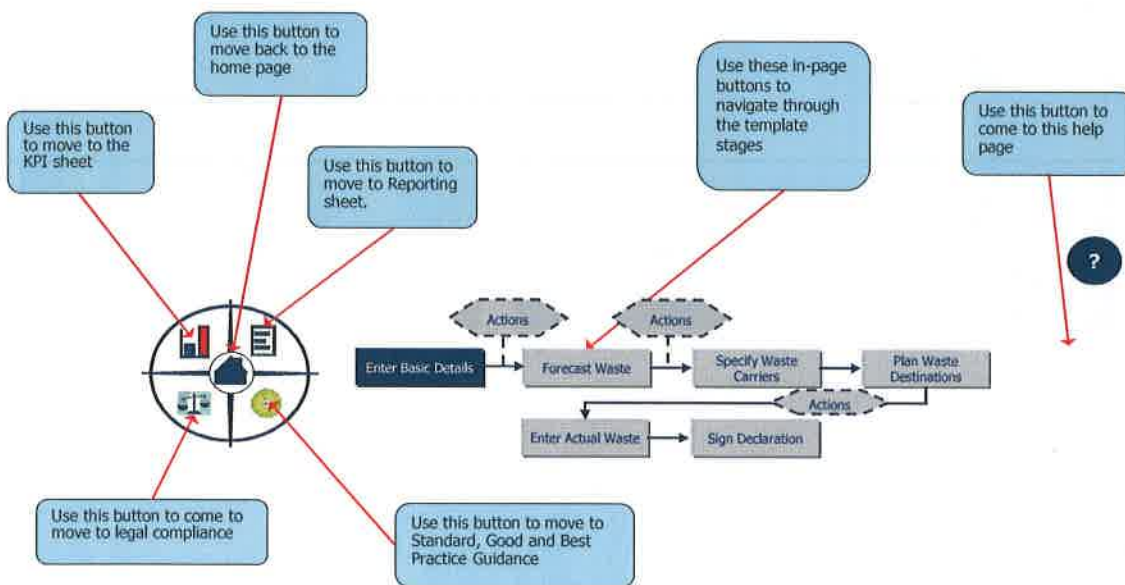 Use this button to
move back to the
home page
Use this button
to move to the
KPI sheet
Use this button to
move to Reporting
sheet.
Use these in-page
buttons to
navigate through
the template
stages
Use this button to
come to this help
page
?
Actions
Actions
Enter Basic Details
Forecast Waste
Specify Waste
Carriers
Plan Waste
Destinations
Actions
Enter Actual Waste
Sign Declaration
Use this button to come to
move to legal compliance
Use this button to move to
Standard, Good and Best
Practice Guidance